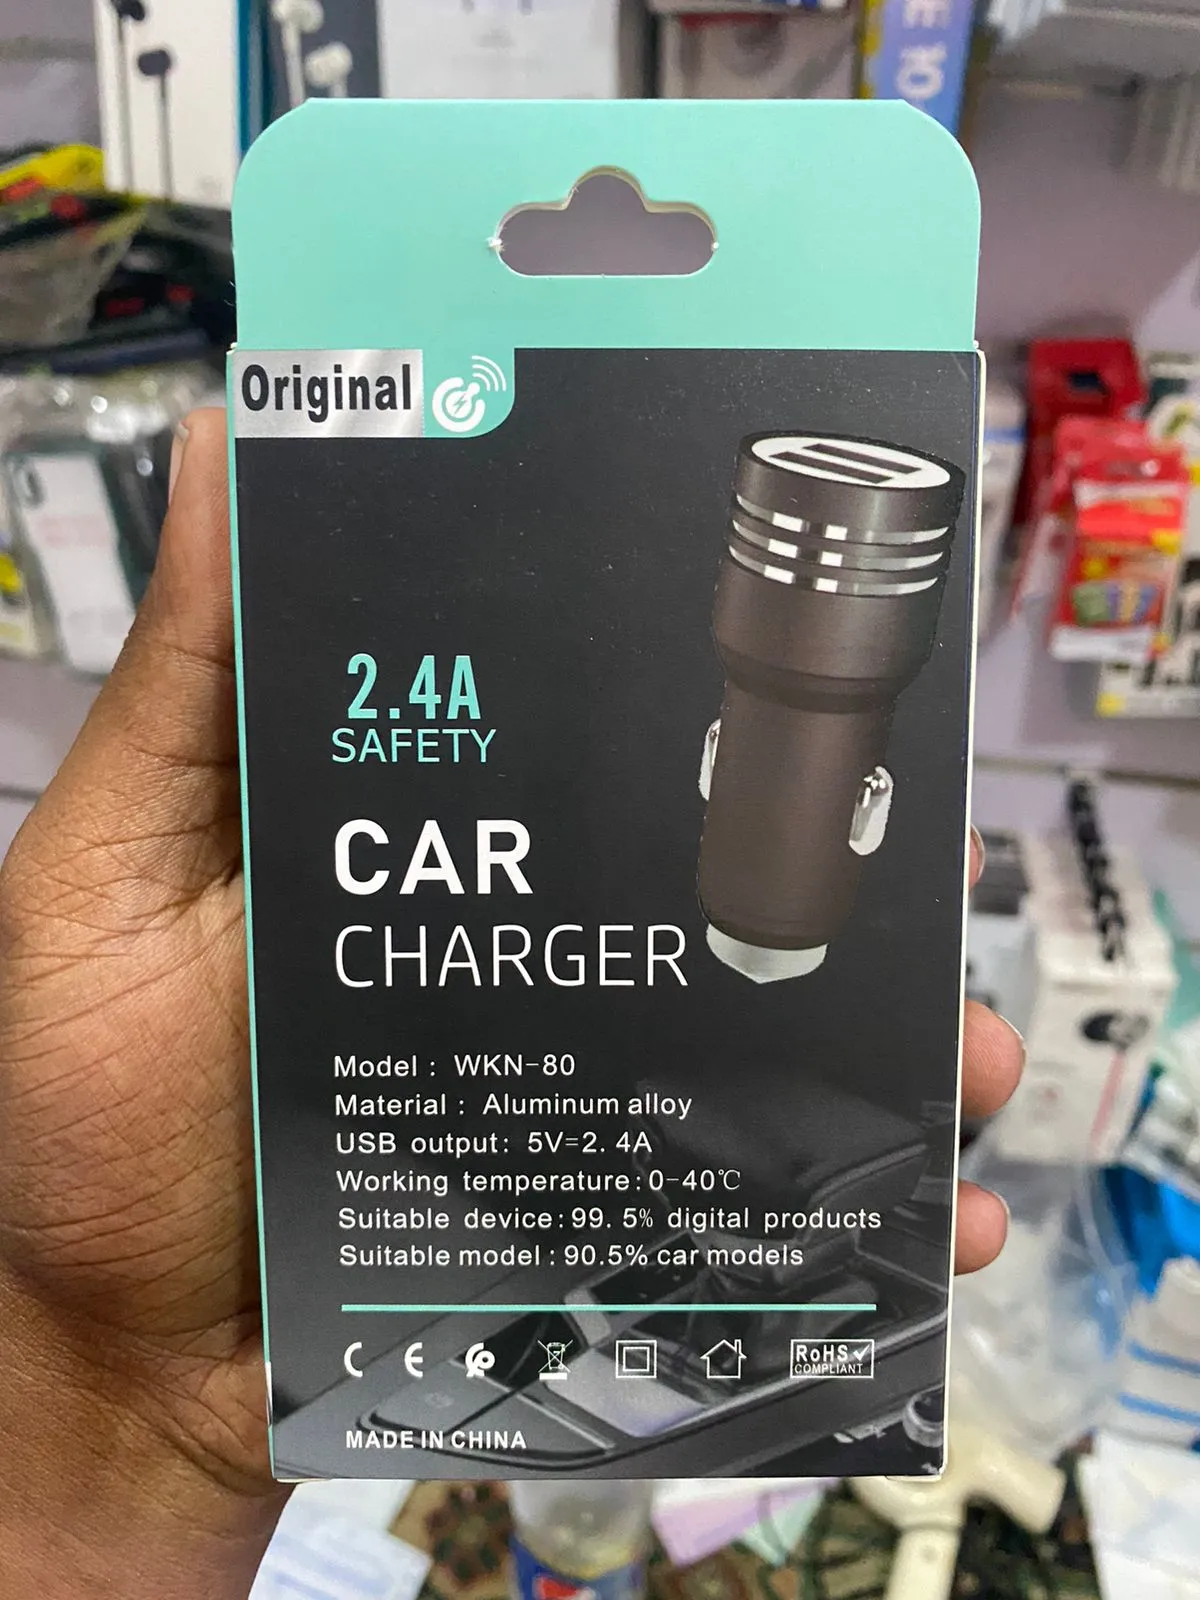 Original
2.4A
SAFETY
CAR
CHARGER
Model : WKN-80
Material : Aluminum alloy
USB output: 5V=2. 4A
Working temperature:0-40℃
Suitable device:99. 5% digital products
Suitable model : 90.5% car models
CE
RoHS
COMPLIANT
MADE IN CHINA